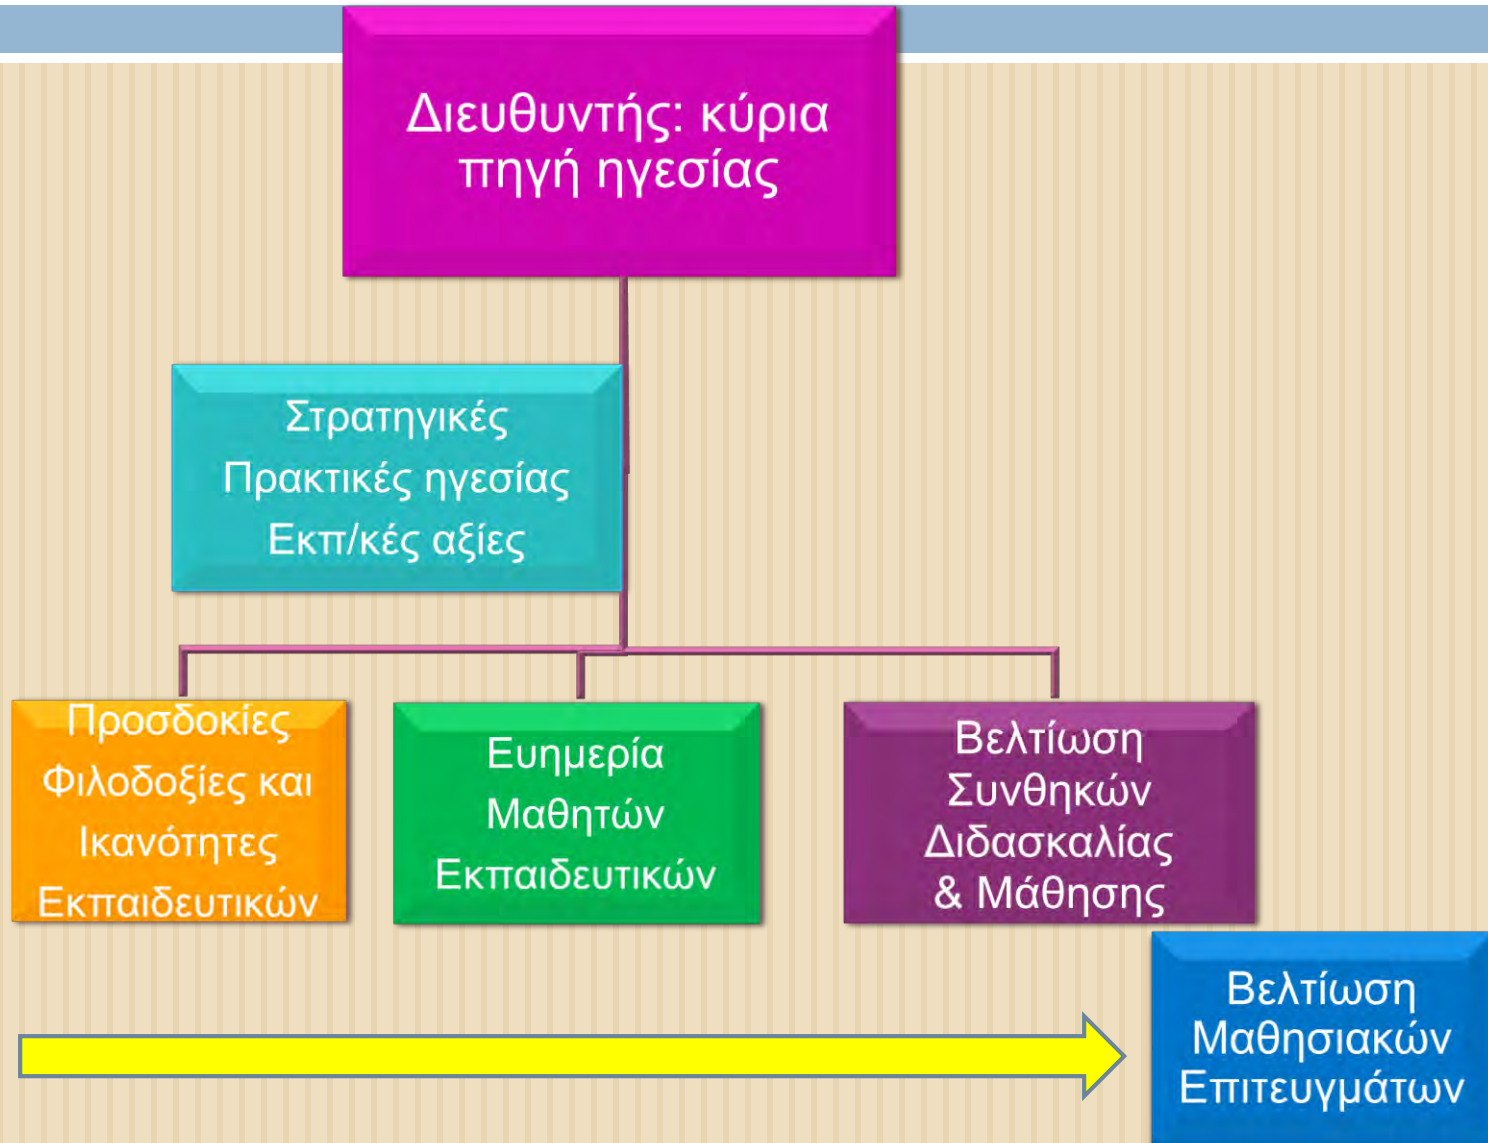 Διευθυντής: κύρια
πηγή ηγεσίας
Στρατηγικές
Πρακτικές ηγεσίας
Εκπ/κές αξίες
Προσδοκίες
Φιλοδοξίες και
Ικανότητες
Εκπαιδευτικών
Ευημερία
Μαθητών
Εκπαιδευτικών
Βελτίωση
Συνθηκών
Διδασκαλίας
& Μάθησης
Βελτίωση
Μαθησιακών
Επιτευγμάτων